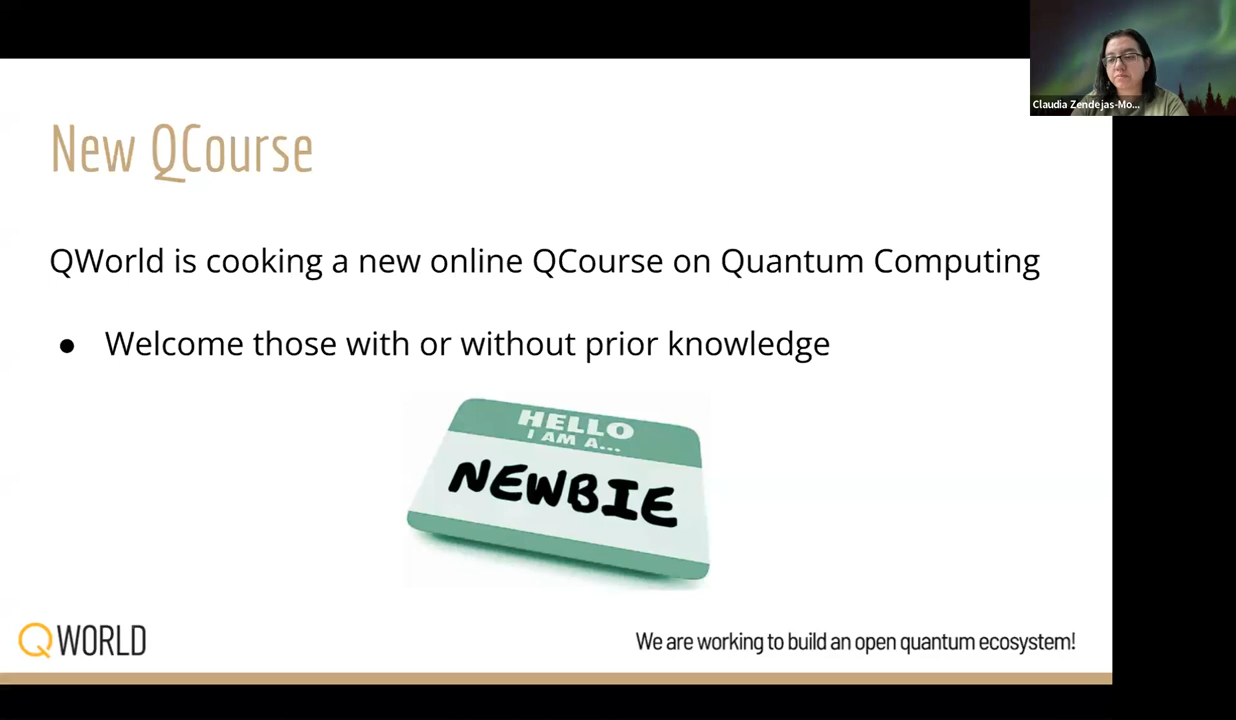 Claudia Zendejas-Mo...
New QCourse
QWorld is cooking a new online QCourse on Quantum Computing
● Welcome those with or without prior knowledge
HELLO
I AM A...
NEWBIE
QWORLD
We are working to build an open quantum ecosystem!